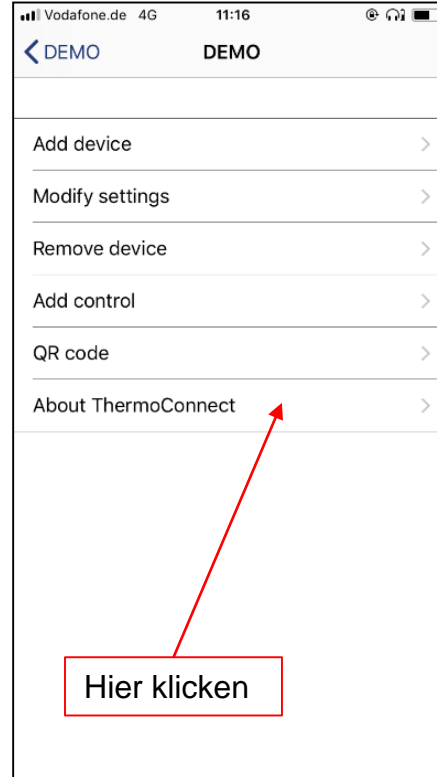 Vodafone.de 4G 11:16
DEMO DEMO
Add device
Modify settings
Remove device
Add control
QR code
About ThermoConnect
Hier klicken